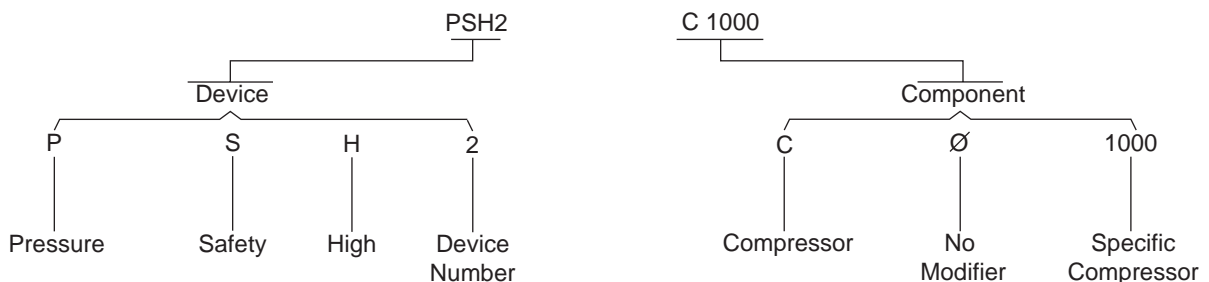 PSH2
C 1000
Device
Component
P S H 2
C Ø 1000
Pressure Safety High Device Number
Compressor No Modifier Specific Compressor